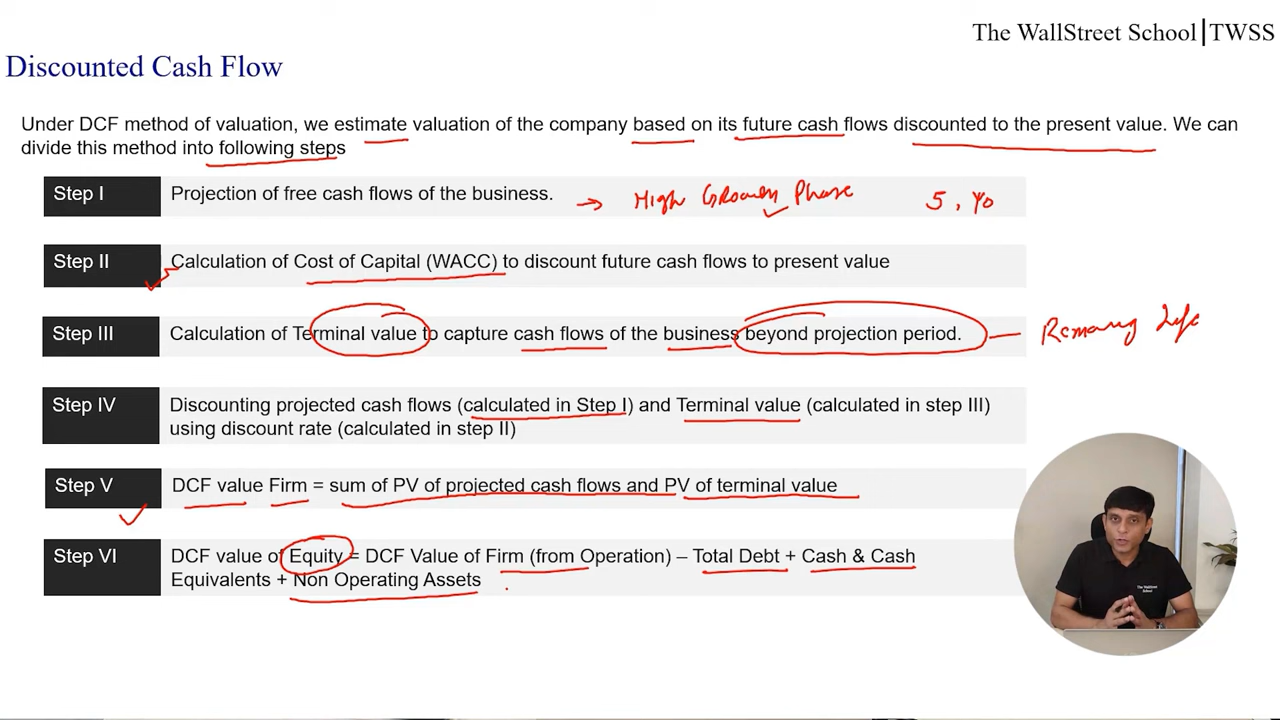 The WallStreet School|TWSS
Discounted Cash Flow
Under DCF method of valuation, we estimate valuation of the company based on its future cash flows discounted to the present value. We can
divide this method into following steps
Step I Projection of free cash flows of the business. → High Growth Phase 5, 40
Step II Calculation of Cost of Capital (WACC) to discount future cash flows to present value
Step III Calculation of Terminal value to capture cash flows of the business beyond projection period. Remaining Life
Step IV Discounting projected cash flows (calculated in Step I) and Terminal value (calculated in step III)
using discount rate (calculated in step II)
Step V DCF value Firm = sum of PV of projected cash flows and PV of terminal value
Step VI DCF value of Equity = DCF Value of Firm (from Operation) – Total Debt + Cash & Cash
Equivalents + Non Operating Assets
The WallStreet
School